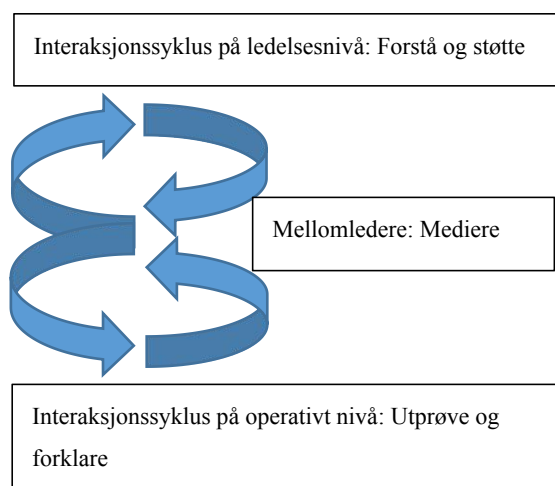 Interaksjonssyklus på ledelsesnivå: Forstå og støtte
Mellomledere: Mediere
Interaksjonssyklus på operativt nivå: Utprøve og
forklare